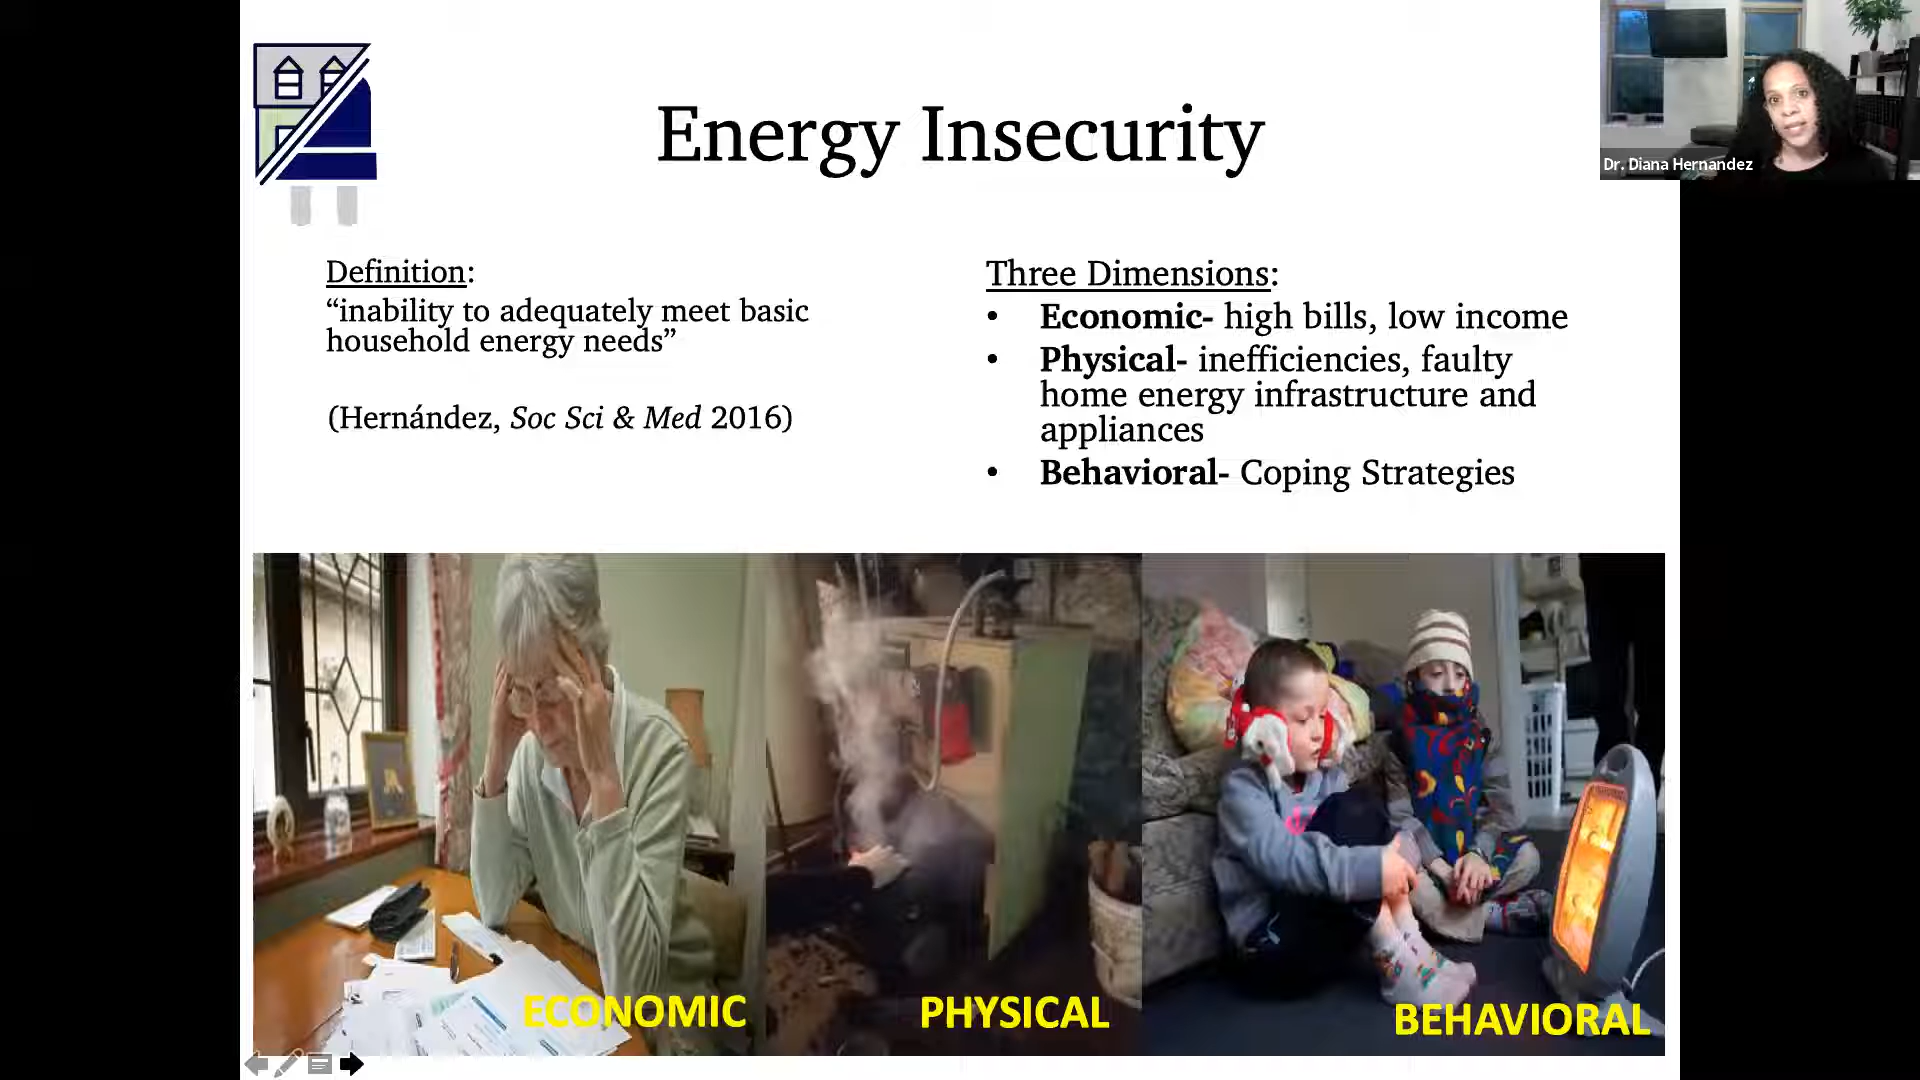 Energy Insecurity
Dr. Diana Hernandez
Definition:
“inability to adequately meet basic
household energy needs”
(Hernández, Soc Sci & Med 2016)
Three Dimensions:
• Economic- high bills, low income
• Physical- inefficiencies, faulty
home energy infrastructure and
appliances
• Behavioral- Coping Strategies
ECONOMIC
PHYSICAL
BEHAVIORAL